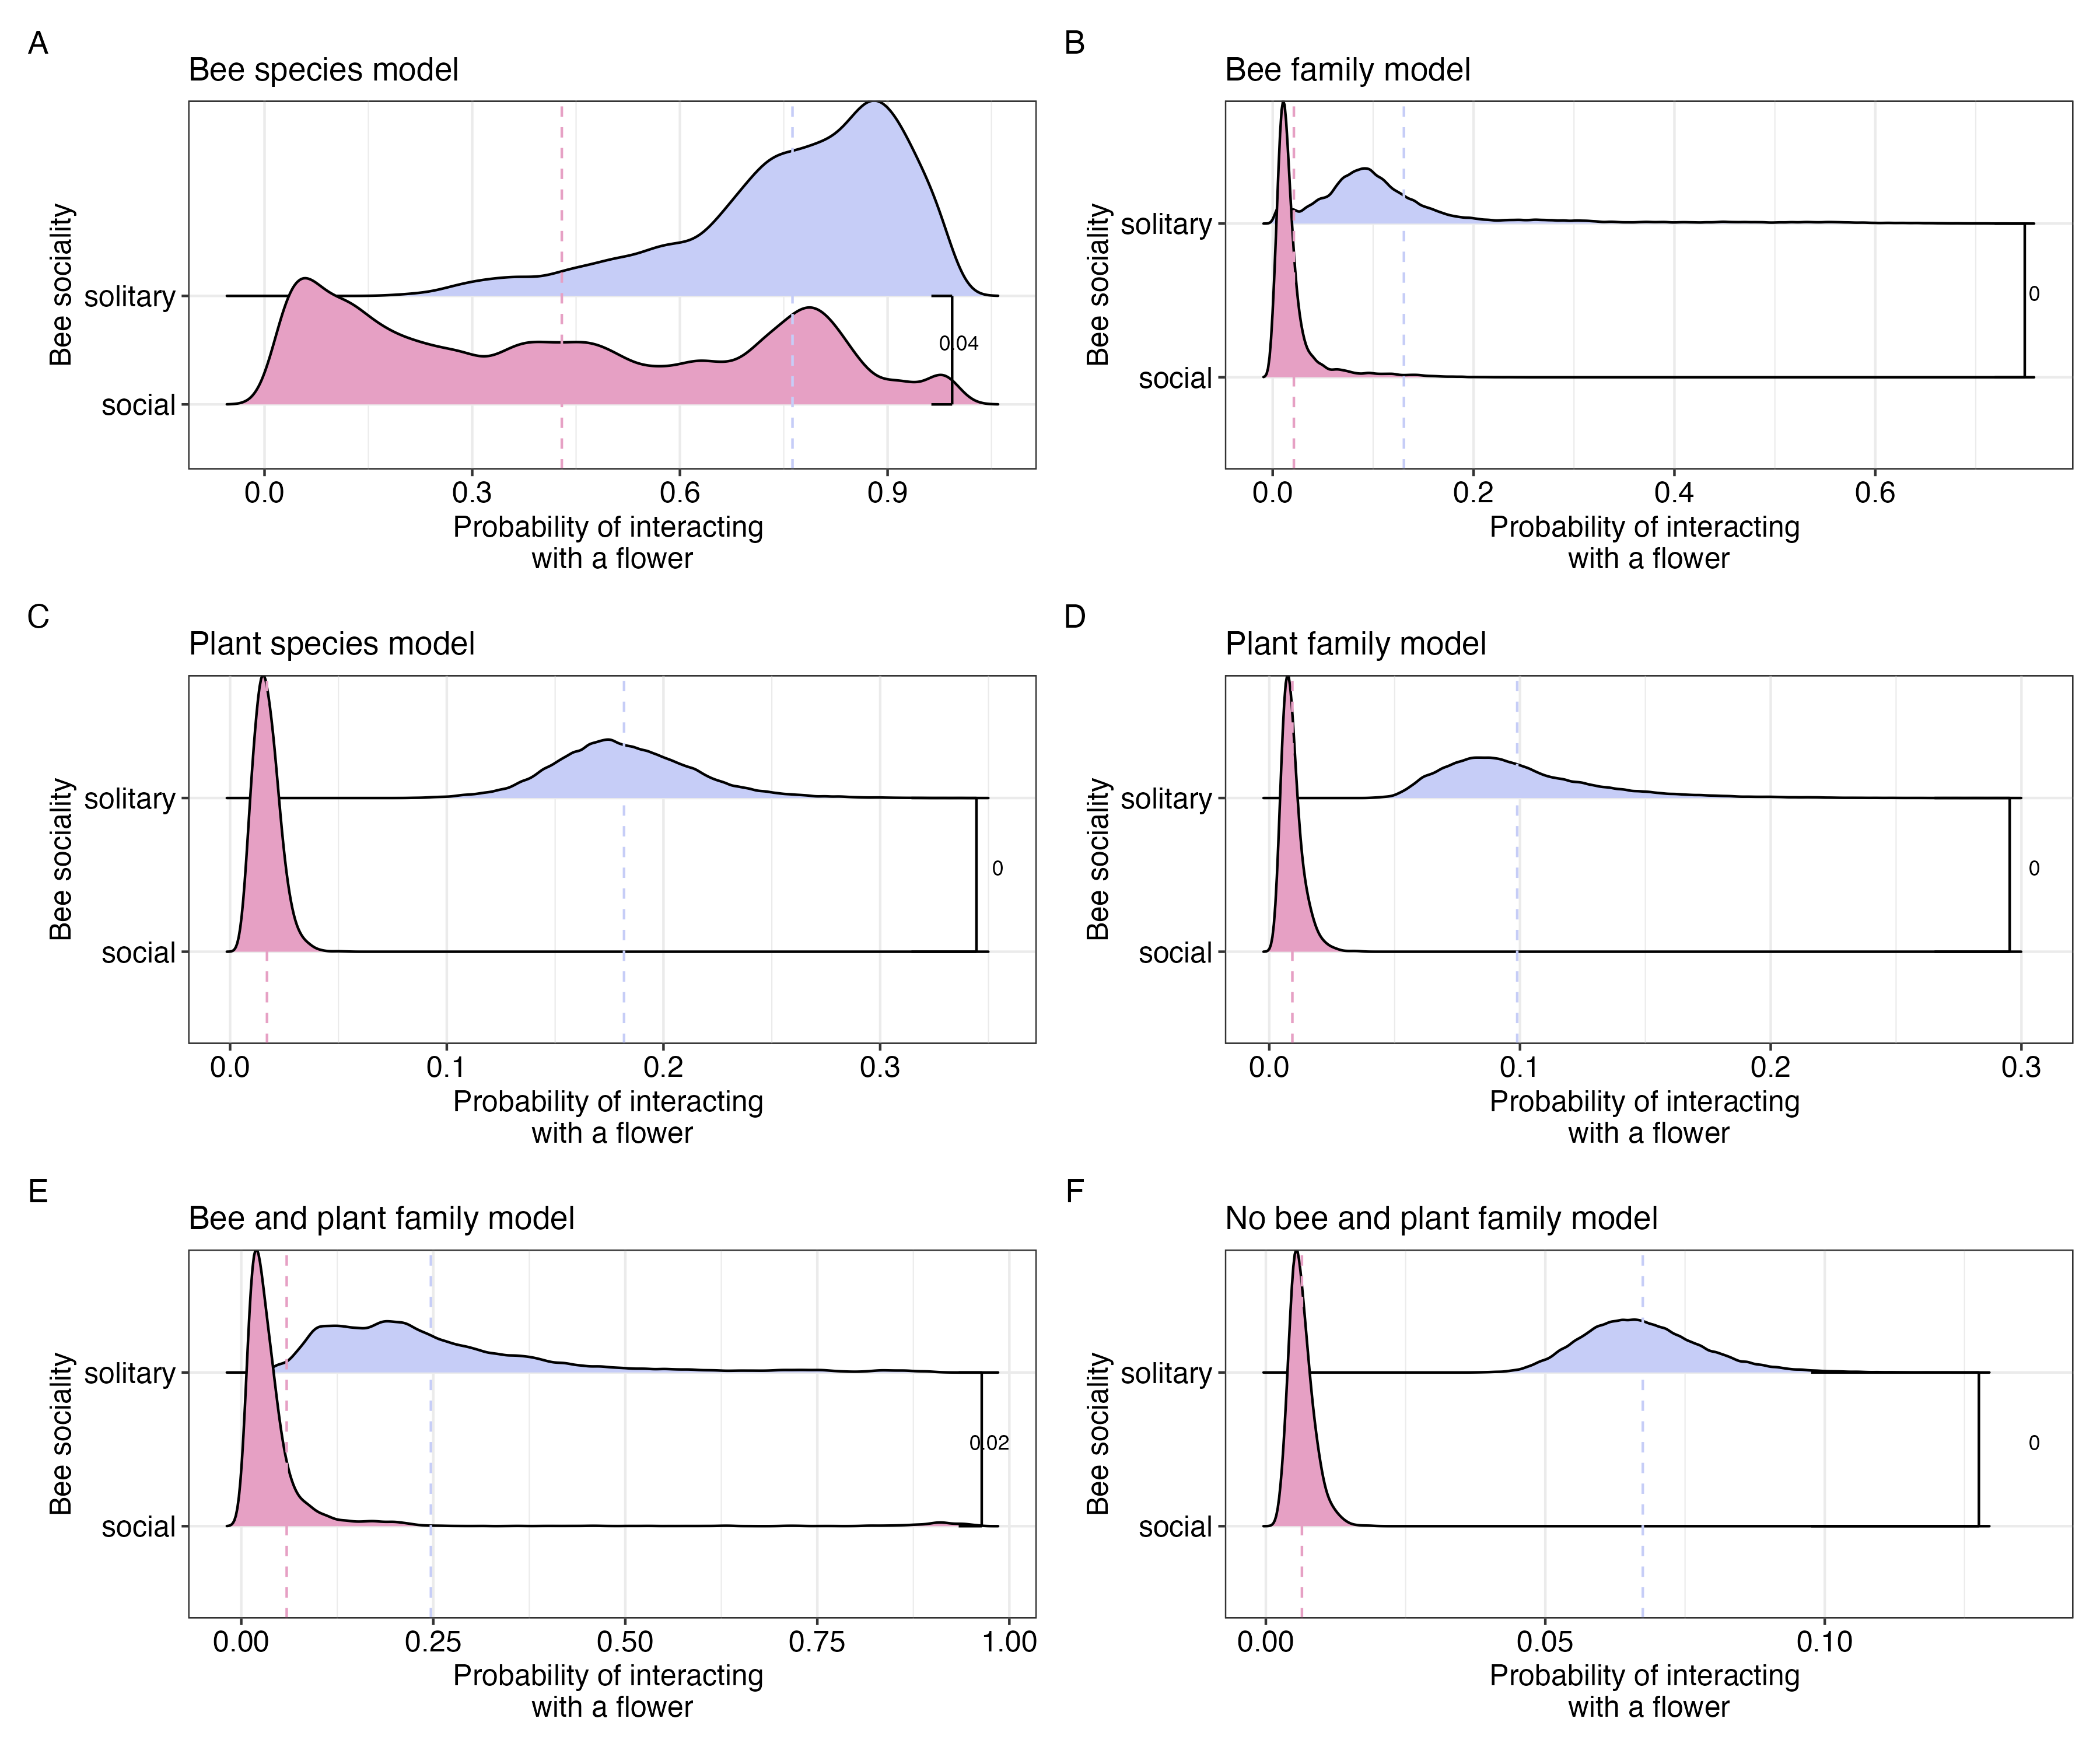 A
Bee species model
Bee sociality
solitary
social
0.04
0.0 0.3 0.6 0.9
Probability of interacting
with a flower
B
Bee family model
Bee sociality
solitary
social
0
0.0 0.2 0.4 0.6
Probability of interacting
with a flower
C
Plant species model
Bee sociality
solitary
social
0
0.0 0.1 0.2 0.3
Probability of interacting
with a flower
D
Plant family model
Bee sociality
solitary
social
0
0.0 0.1 0.2 0.3
Probability of interacting
with a flower
E
Bee and plant family model
Bee sociality
solitary
social
0.02
0.00 0.25 0.50 0.75 1.00
Probability of interacting
with a flower
F
No bee and plant family model
Bee sociality
solitary
social
0
0.00 0.05 0.10
Probability of interacting
with a flower